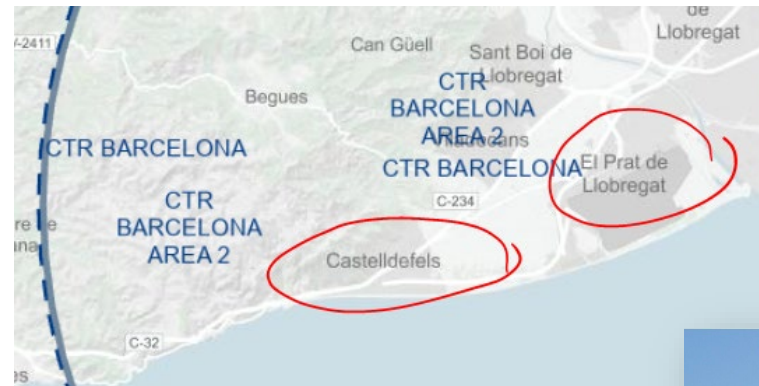 V-2411
Can Güell
de
Llobregat
Sant Boi de
Llobregat
Begues
CTR
BARCELONA
AREA 2
Viladecans
CTR BARCELONA
CTR BARCELONA
El Prat de
Llobregat
CTR
BARCELONA
AREA 2
C-234
Castelldefels
C-32